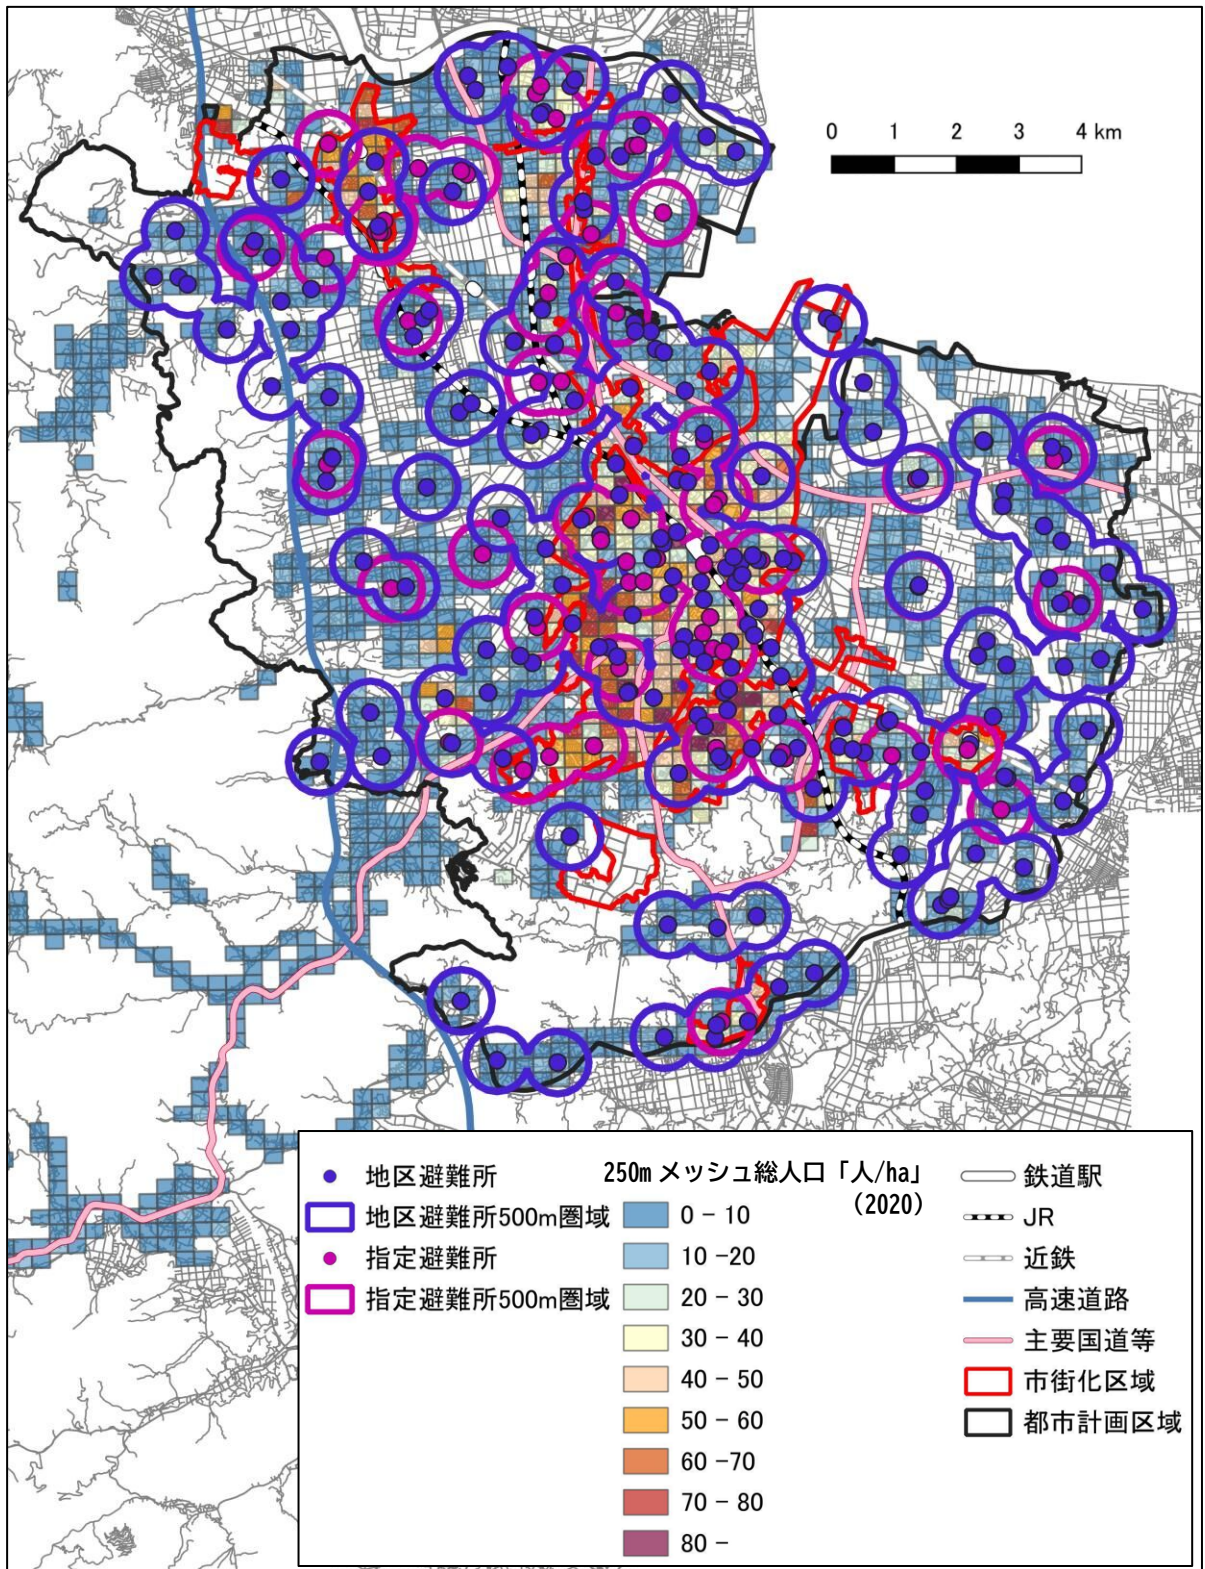 0 1 2 3 4 km
地区避難所
地区避難所500m圏域
指定避難所
指定避難所500m圏域
250m メッシュ総人口「人/ha」
（2020）
0 － 10
10 －20
20 － 30
30 － 40
40 － 50
50 － 60
60 －70
70 － 80
80 －
鉄道駅
JR
近鉄
高速道路
主要国道等
市街化区域
都市計画区域